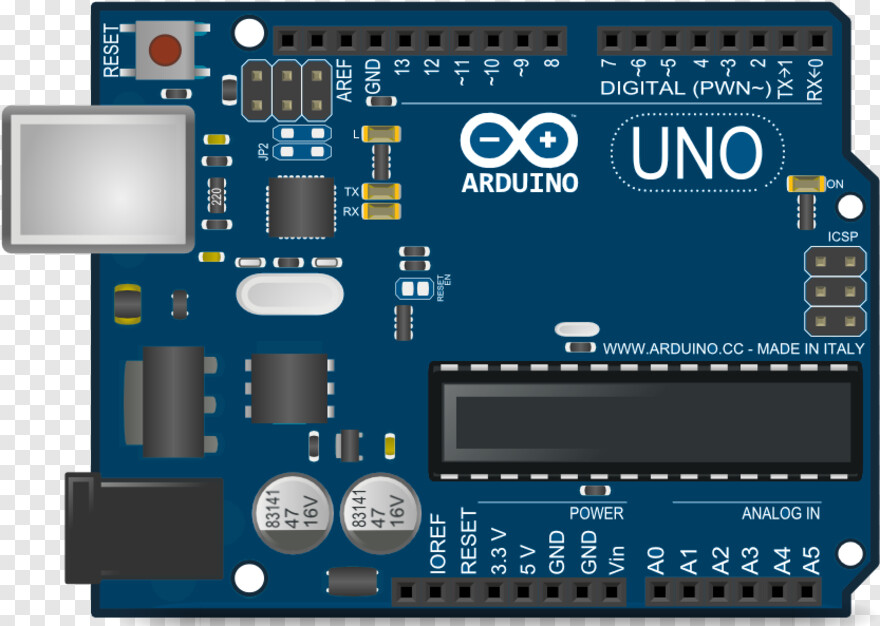 RESET
AREF
GND
13
12
~11
~10
~9
8
7
~6
~5
4
~3
2
TX→1
RX←0
DIGITAL (PWN~)
JP2
L
TX
RX
220
ARDUINO
™
UNO
ON
ICSP
RESET
EN
WWW.ARDUINO.CC - MADE IN ITALY
83141
47
16V
83141
47
16V
POWER
ANALOG IN
IOREF
RESET
3.3 V
5 V
GND
GND
Vin
A0
A1
A2
A3
A4
A5